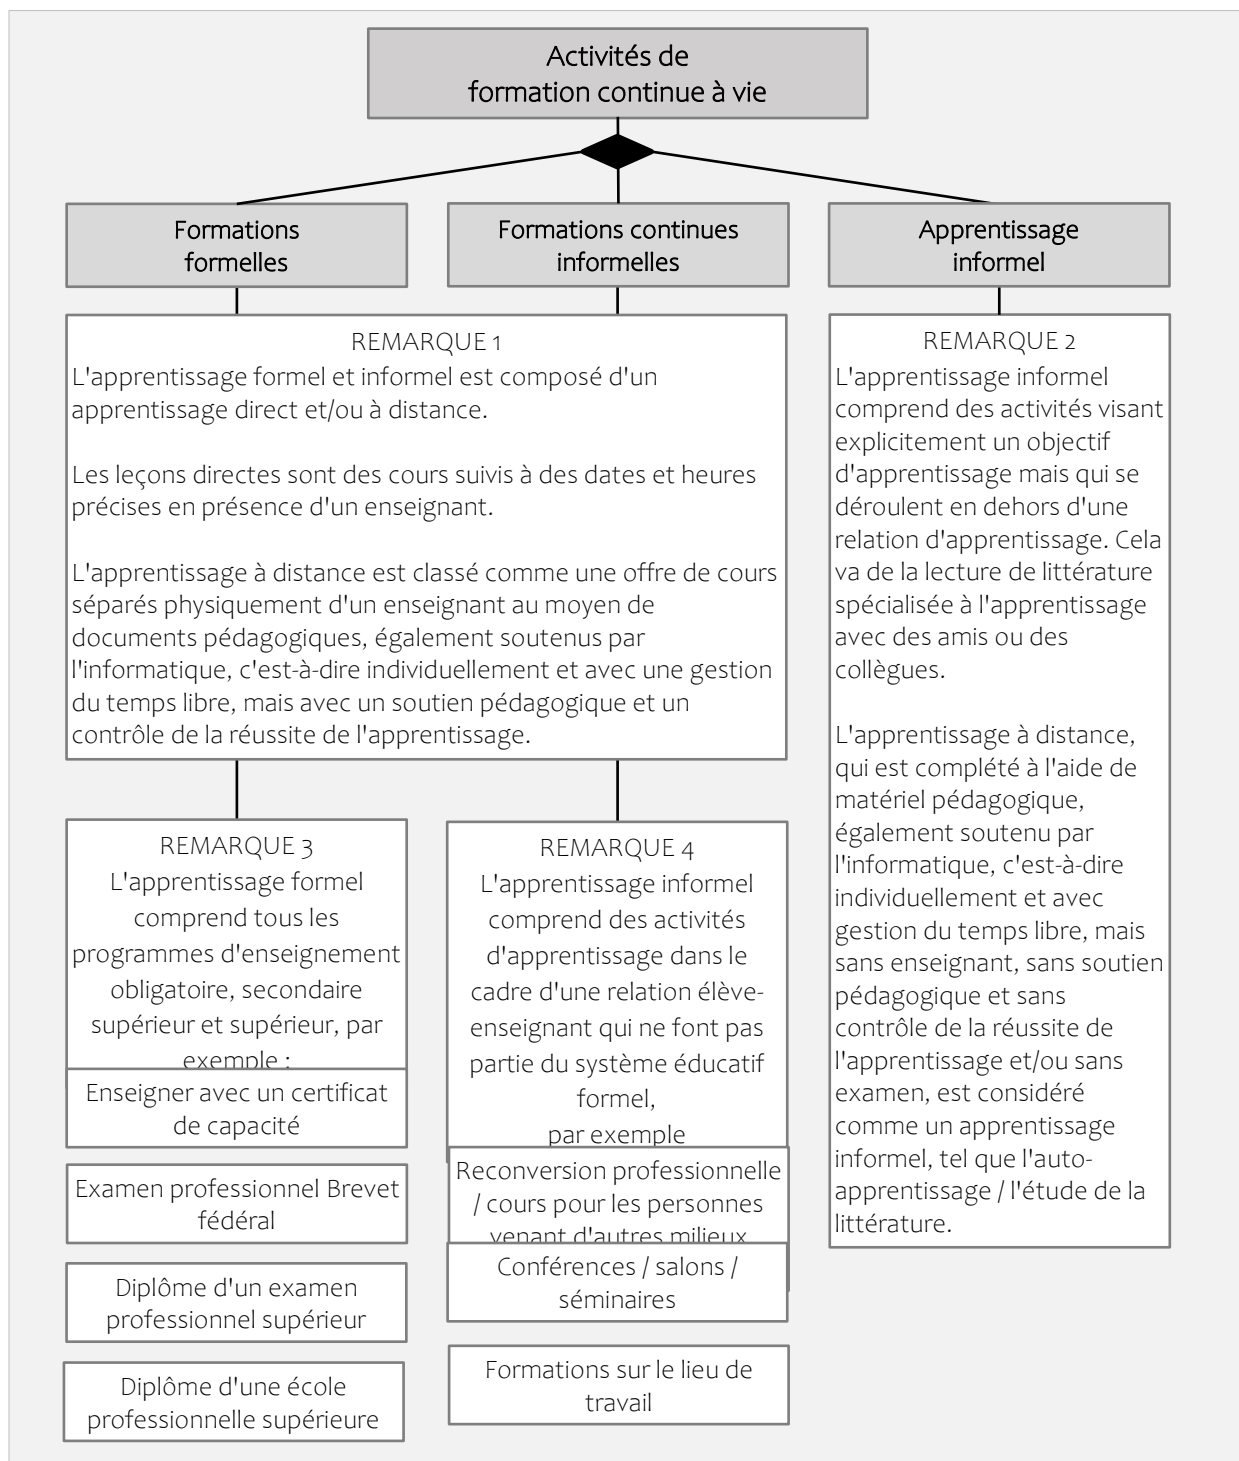 Activités de
formation continue à vie
Formations
formelles
Formations continues
informelles
Apprentissage
informel
REMARQUE 1
L'apprentissage formel et informel est composé d'un
apprentissage direct et/ou à distance.
Les leçons directes sont des cours suivis à des dates et heures
précises en présence d'un enseignant.
L'apprentissage à distance est classé comme une offre de cours
séparés physiquement d'un enseignant au moyen de
documents pédagogiques, également soutenus par
l'informatique, c'est-à-dire individuellement et avec une gestion
du temps libre, mais avec un soutien pédagogique et un
contrôle de la réussite de l'apprentissage.
REMARQUE 2
L'apprentissage informel
comprend des activités visant
explicitement un objectif
d'apprentissage mais qui se
déroulent en dehors d'une
relation d'apprentissage. Cela
va de la lecture de littérature
spécialisée à l'apprentissage
avec des amis ou des
collègues.
L'apprentissage à distance,
qui est complété à l'aide de
matériel pédagogique,
également soutenu par
l'informatique, c'est-à-dire
individuellement et avec
gestion du temps libre, mais
sans enseignant, sans soutien
pédagogique et sans
contrôle de la réussite de
l'apprentissage et/ou sans
examen, est considéré
comme un apprentissage
informel, tel que l'auto-
apprentissage / l'étude de la
littérature.
REMARQUE 3
L'apprentissage formel
comprend tous les
programmes d'enseignement
obligatoire, secondaire
supérieur et supérieur, par
exemple :
Enseigner avec un certificat
de capacité
Examen professionnel Brevet
fédéral
Diplôme d'un examen
professionnel supérieur
Diplôme d'une école
professionnelle supérieure
REMARQUE 4
L'apprentissage informel
comprend des activités
d'apprentissage dans le
cadre d'une relation élève-
enseignant qui ne font pas
partie du système éducatif
formel,
par exemple
Reconversion professionnelle
/ cours pour les personnes
venant d'autres milieux
Conférences / salons /
séminaires
Formations sur le lieu de
travail